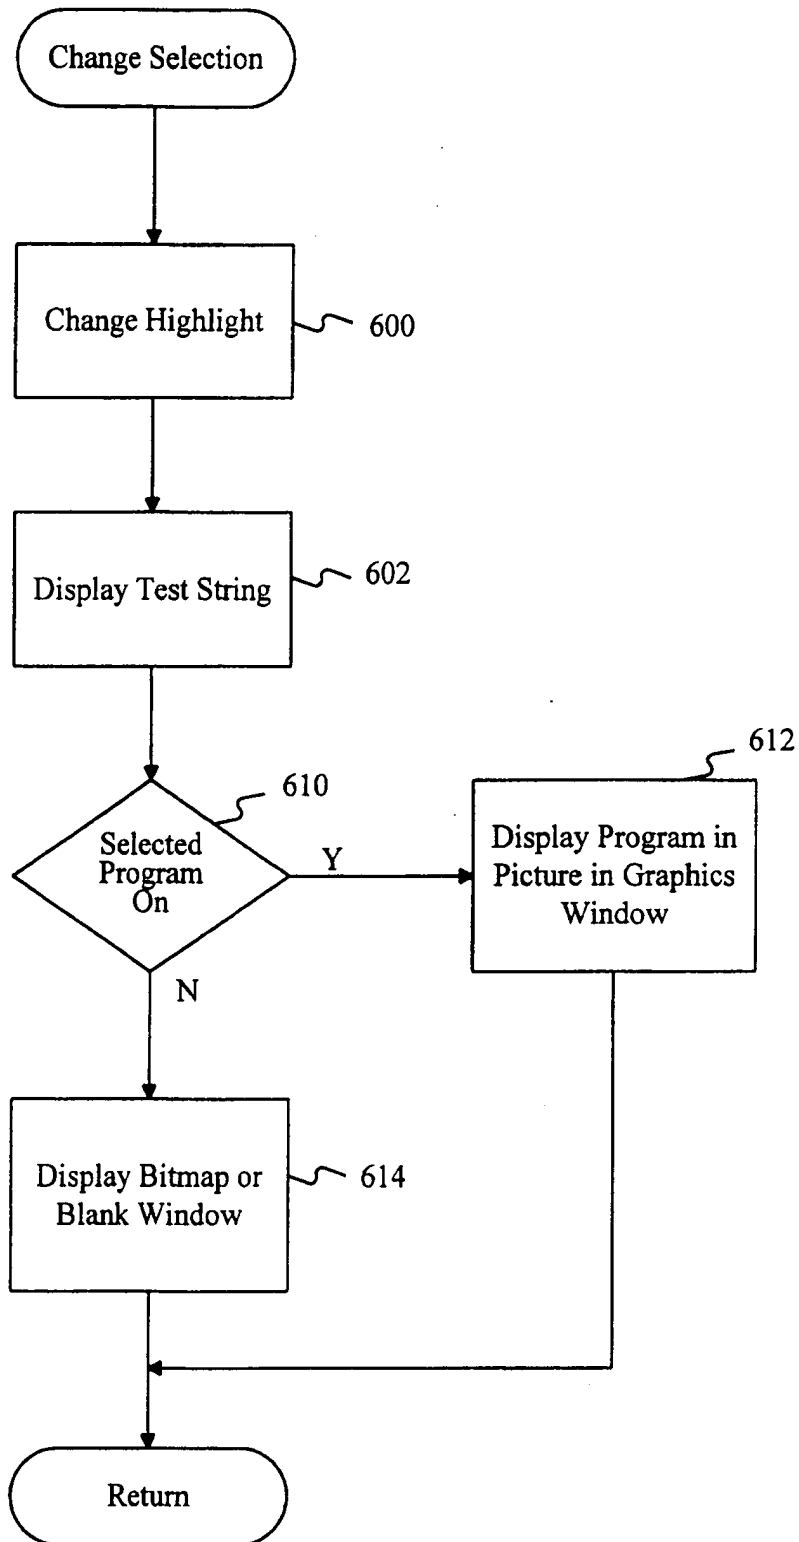 Change Selection
Change Highlight
600
Display Test String
602
610
612
Selected
Program
On
Y
Display Program in
Picture in Graphics
Window
N
Display Bitmap or
Blank Window
614
Return